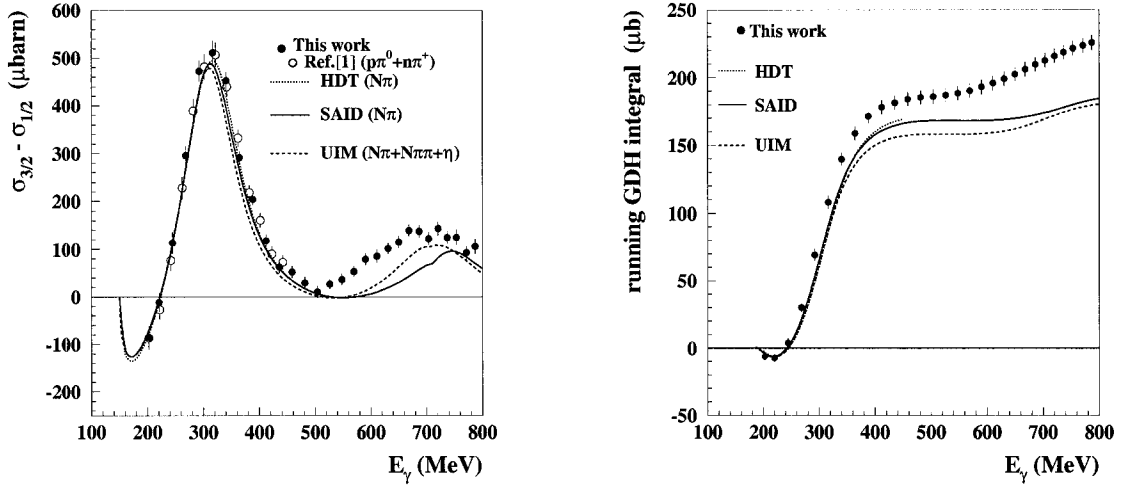 σ3/2 - σ1/2 (μbarn)
600
500
400
300
200
100
0
-100
-200
This work
Ref.[1] (pπ⁰+nπ⁺)
HDT (Nπ)
SAID (Nπ)
UIM (Nπ+Nππ+η)
100 200 300 400 500 600 700 800
Eγ (MeV)
running GDH integral (μb)
250
200
150
100
50
0
-50
This work
HDT
SAID
UIM
100 200 300 400 500 600 700 800
Eγ (MeV)